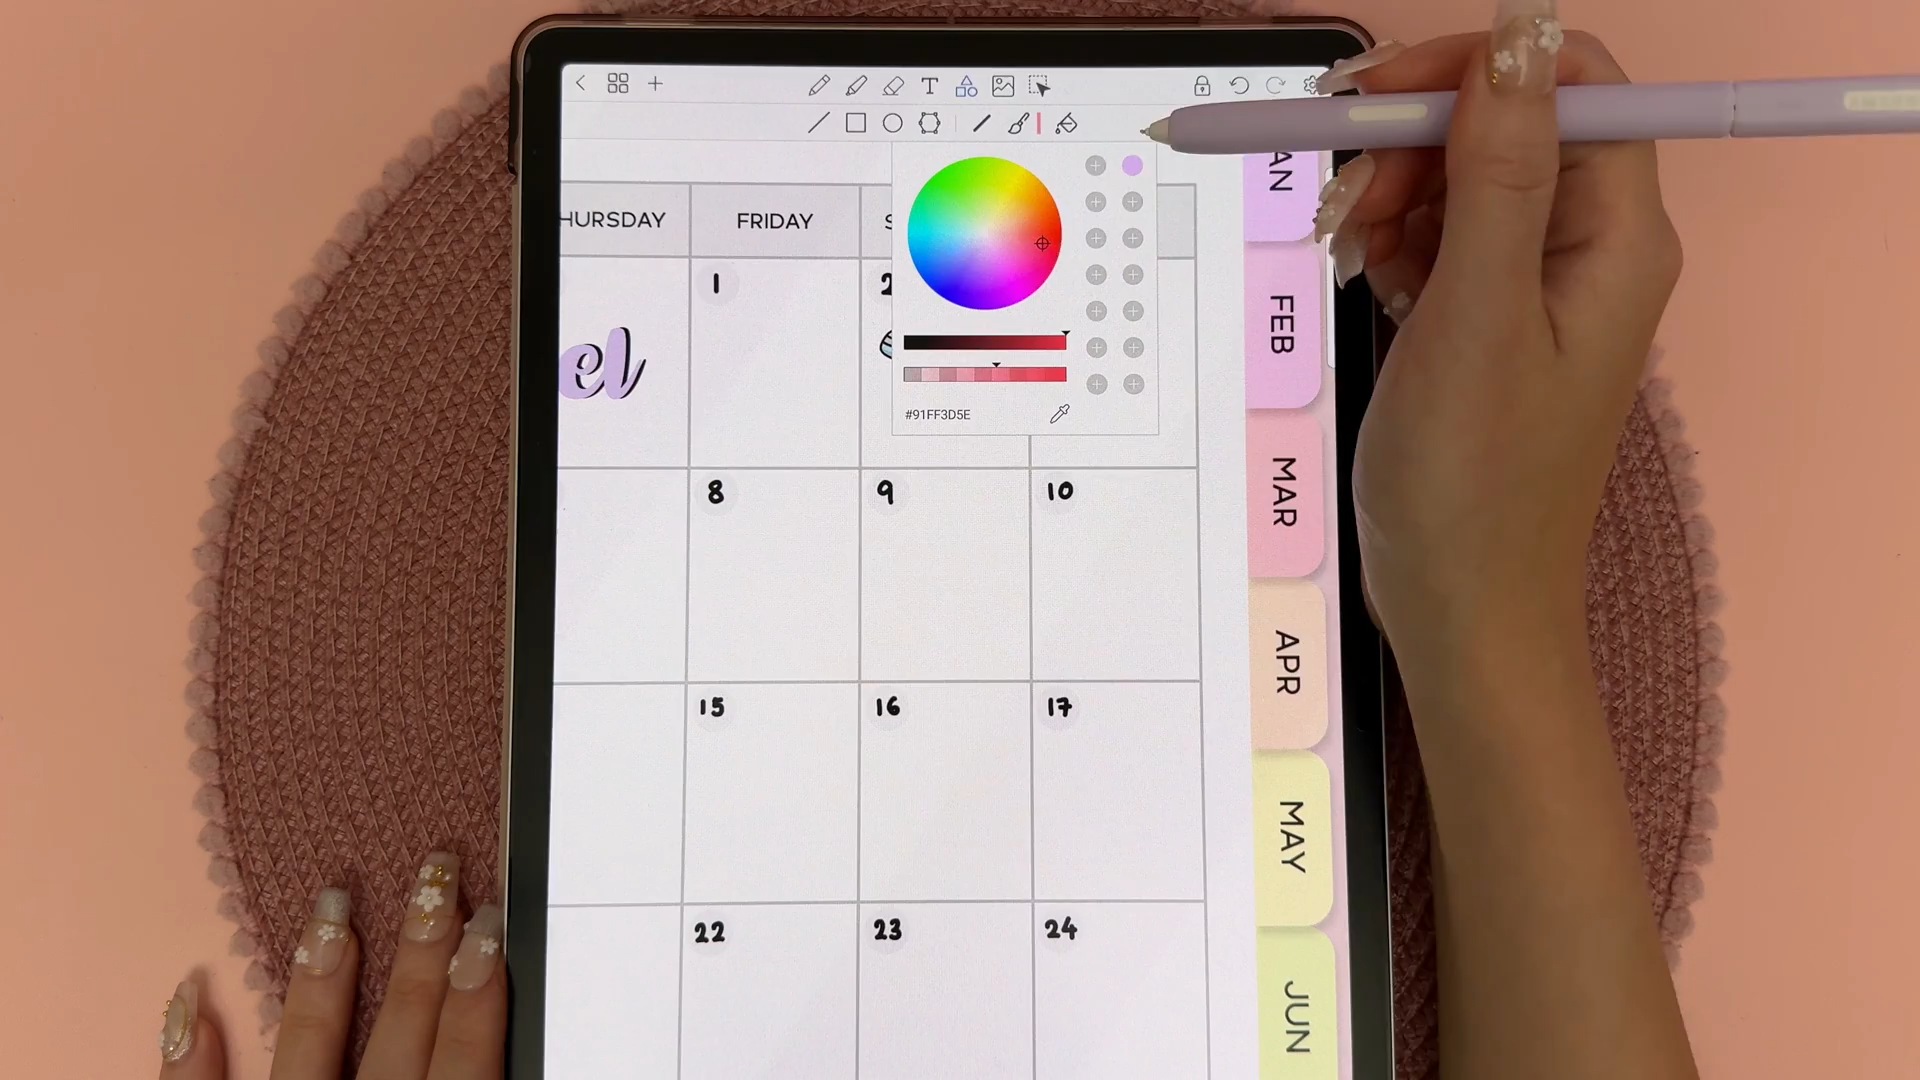 T
HURSDAY
FRIDAY
S
1
2
el
#91FF3D5E
8
9
10
15
16
17
22
23
24
AN
FEB
MAR
APR
MAY
JUN